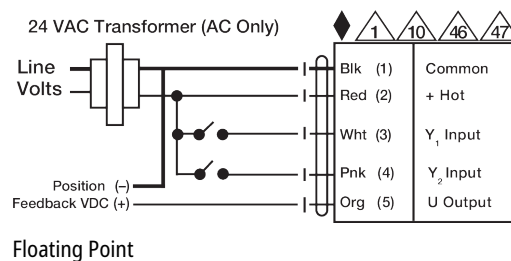 24 VAC Transformer (AC Only)
1 10 46 47
Line
Volts
Blk (1) Common
Red (2) + Hot
Wht (3) Y1 Input
Pnk (4) Y2 Input
Position (–)
Feedback VDC (+)
Org (5) U Output
Floating Point